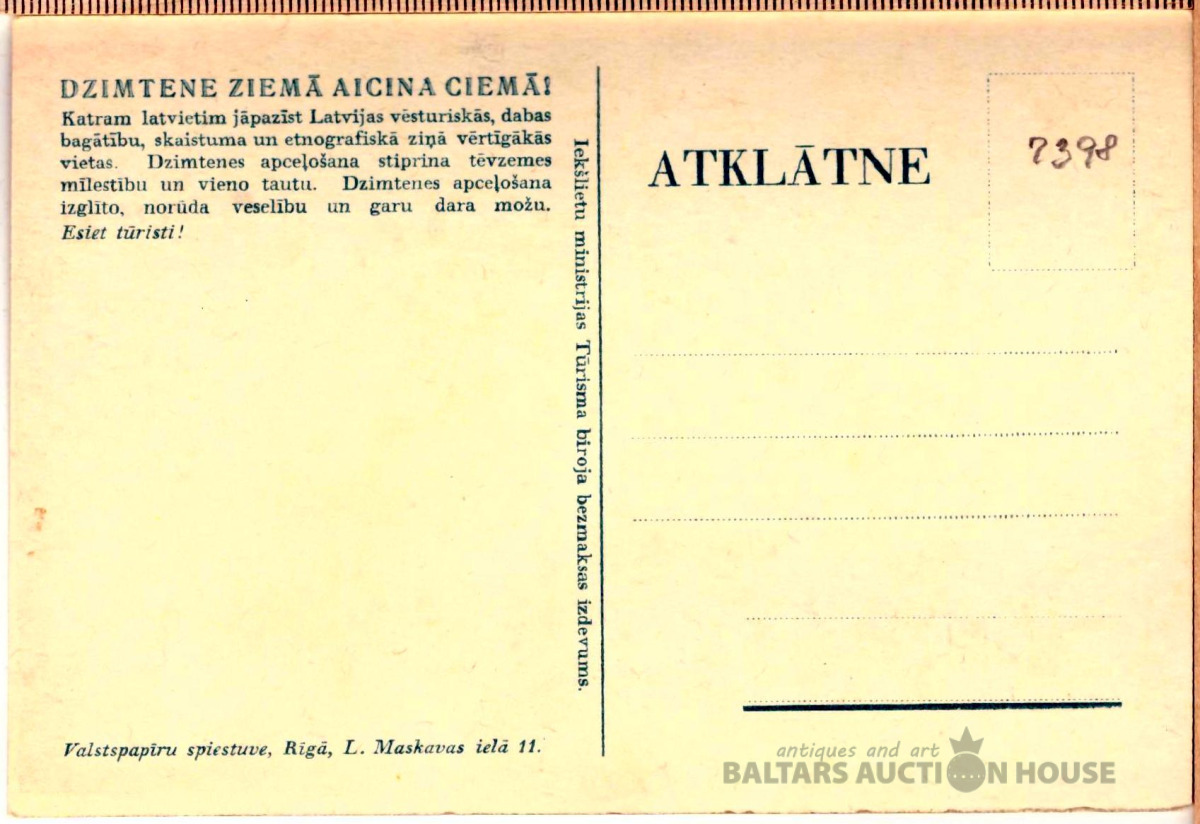 DZIMTENE ZIEMĀ AICINA CIEMĀ!
Katram latvietim jāpazīst Latvijas vēsturiskās, dabas
bagātību, skaistuma un etnografiskā ziņā vērtīgākās
vietas. Dzimtenes apceļošana stiprina tēvzemes
mīlestību un vieno tautu. Dzimtenes apceļošana
izglīto, norūda veselību un garu dara možu.
Esiet tūristi!
Valstspapīru spiestuve, Rīgā, L. Maskavas ielā 11.
Iekšlietu ministrijas Tūrisma biroja bezmaksas izdevums.
ATKLĀTNE
7398
antiques and art
BALTARS AUCTION HOUSE